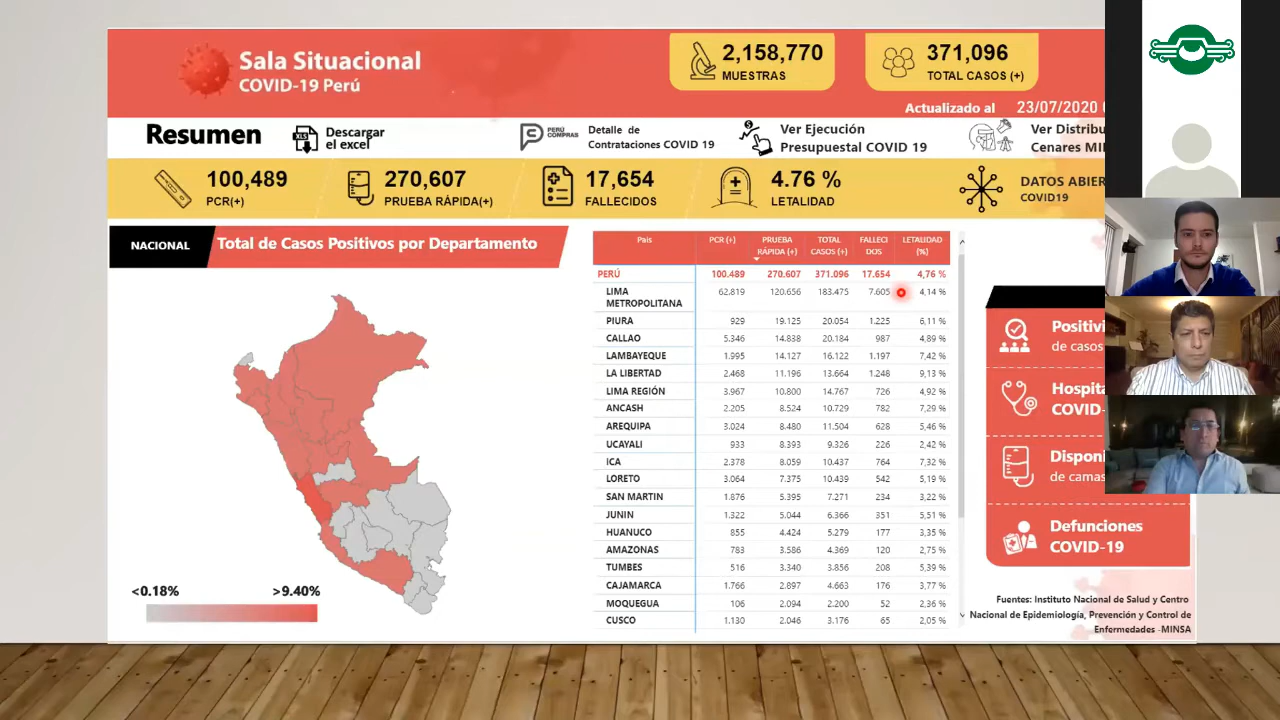 Sala Situacional
COVID-19 Perú
2,158,770
MUESTRAS
371,096
TOTAL CASOS (+)
Actualizado al 23/07/2020
Resumen
XLS
Descargar
el excel
PERÚ
COMPRAS
Detalle de
Contrataciones COVID 19
Ver Ejecución
Presupuestal COVID 19
Ver Distribu
Cenares MI
100,489
PCR(+)
270,607
PRUEBA RÁPIDA(+)
17,654
FALLECIDOS
4.76 %
LETALIDAD
DATOS ABIER
COVID19
NACIONAL
Total de Casos Positivos por Departamento
<0.18% >9.40%
Pais PCR (+) PRUEBA RÁPIDA (+) TOTAL CASOS (+) FALLECI DOS LETALIDAD (%)
PERÚ 100.489 270.607 371.096 17.654 4,76 %
LIMA METROPOLITANA 62.819 120.656 183.475 7.605 4,14 %
PIURA 929 19.125 20.054 1.225 6,11 %
CALLAO 5.346 14.838 20.184 987 4,89 %
LAMBAYEQUE 1.995 14.127 16.122 1.197 7,42 %
LA LIBERTAD 2.468 11.196 13.664 1.248 9,13 %
LIMA REGIÓN 3.967 10.800 14.767 726 4,92 %
ANCASH 2.205 8.524 10.729 782 7,29 %
AREQUIPA 3.024 8.480 11.504 628 5,46 %
UCAYALI 933 8.393 9.326 226 2,42 %
ICA 2.378 8.059 10.437 764 7,32 %
LORETO 3.064 7.375 10.439 542 5,19 %
SAN MARTIN 1.876 5.395 7.271 234 3,22 %
JUNIN 1.322 5.044 6.366 351 5,51 %
HUANUCO 855 4.424 5.279 177 3,35 %
AMAZONAS 783 3.586 4.369 120 2,75 %
TUMBES 516 3.340 3.856 208 5,39 %
CAJAMARCA 1.766 2.897 4.663 176 3,77 %
MOQUEGUA 106 2.094 2.200 52 2,36 %
CUSCO 1.130 2.046 3.176 65 2,05 %
Positivi
de casos
Hospita
COVID-
Disponi
de camas
Defunciones
COVID-19
Fuentes: Instituto Nacional de Salud y Centro
Nacional de Epidemiología, Prevención y Control de
Enfermedades -MINSA